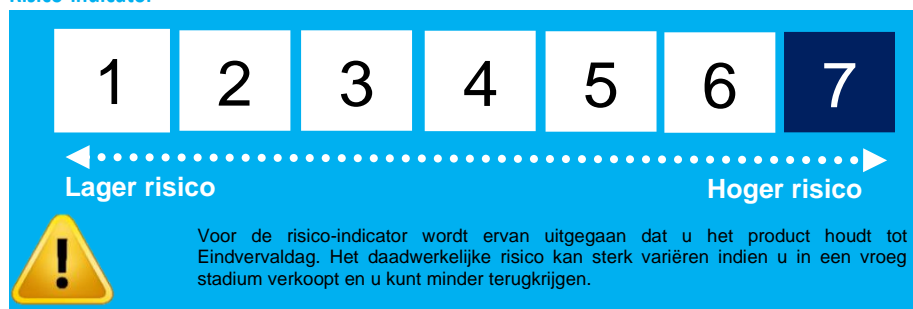 1 2 3 4 5 6 7
Lager risico Hoger risico
!
Voor de risico-indicator wordt ervan uitgegaan dat u het product houdt tot
Eindvervaldag. Het daadwerkelijke risico kan sterk variëren indien u in een vroeg
stadium verkoopt en u kunt minder terugkrijgen.